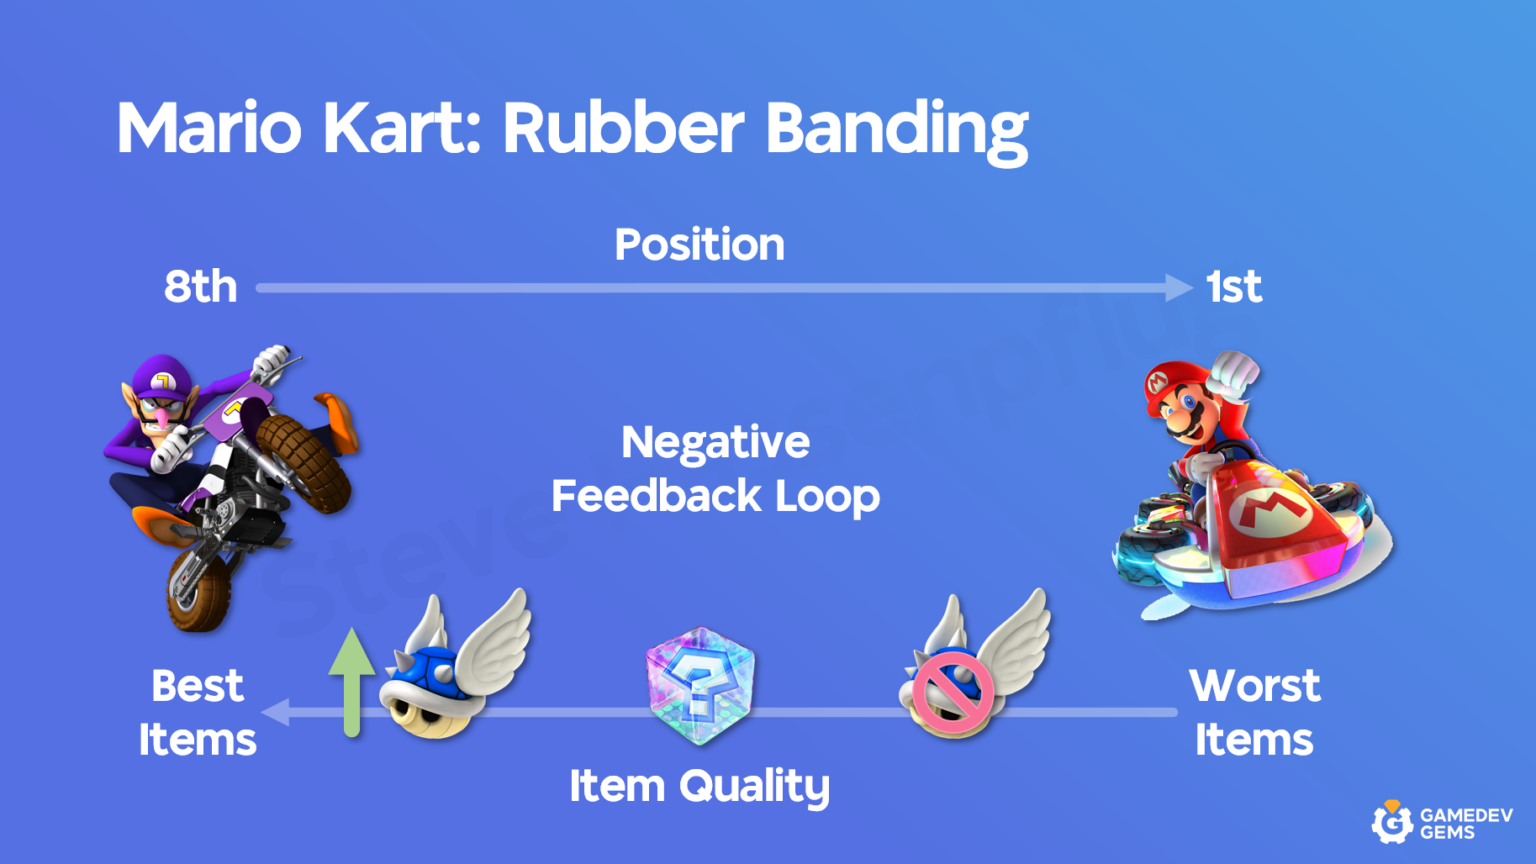 Mario Kart: Rubber Banding
Position
8th
1st
Negative
Feedback Loop
Best
Items
Worst
Items
Item Quality
GAMEDEV
GEMS